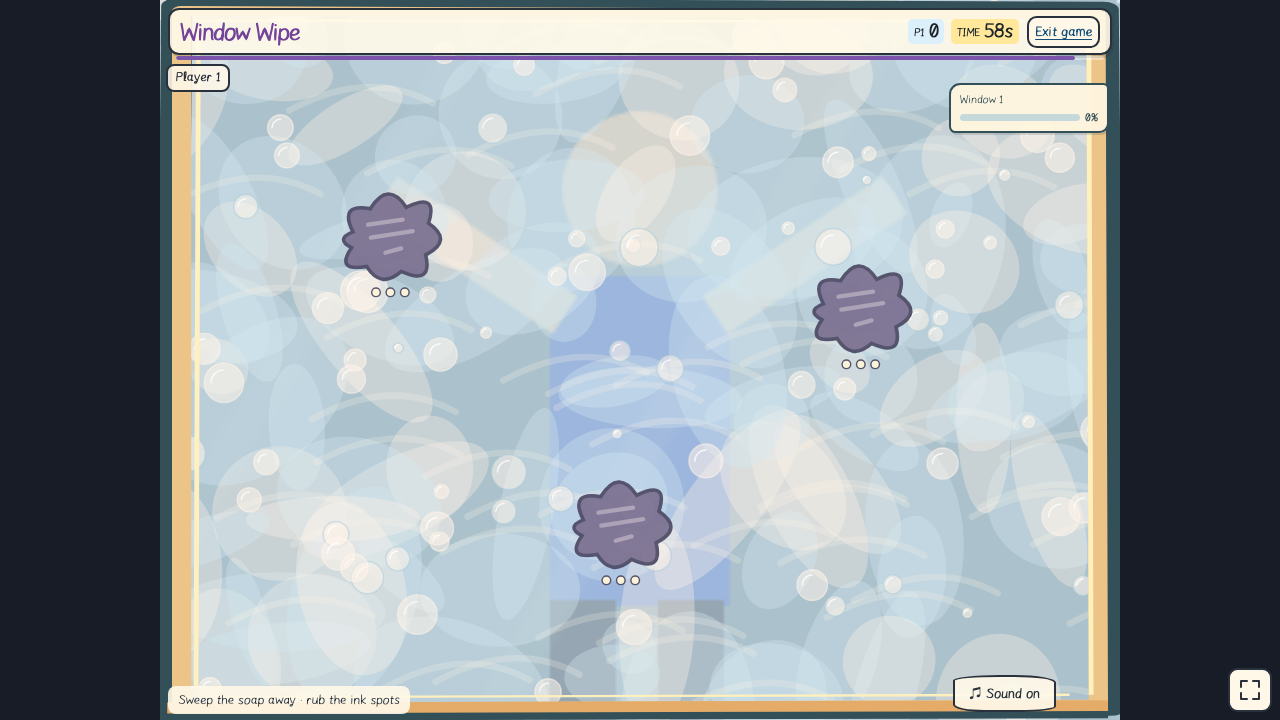 Window Wipe
P1 0
TIME 58s
Exit game
Player 1
Window 1
0%
Sweep the soap away · rub the ink spots
♫ Sound on